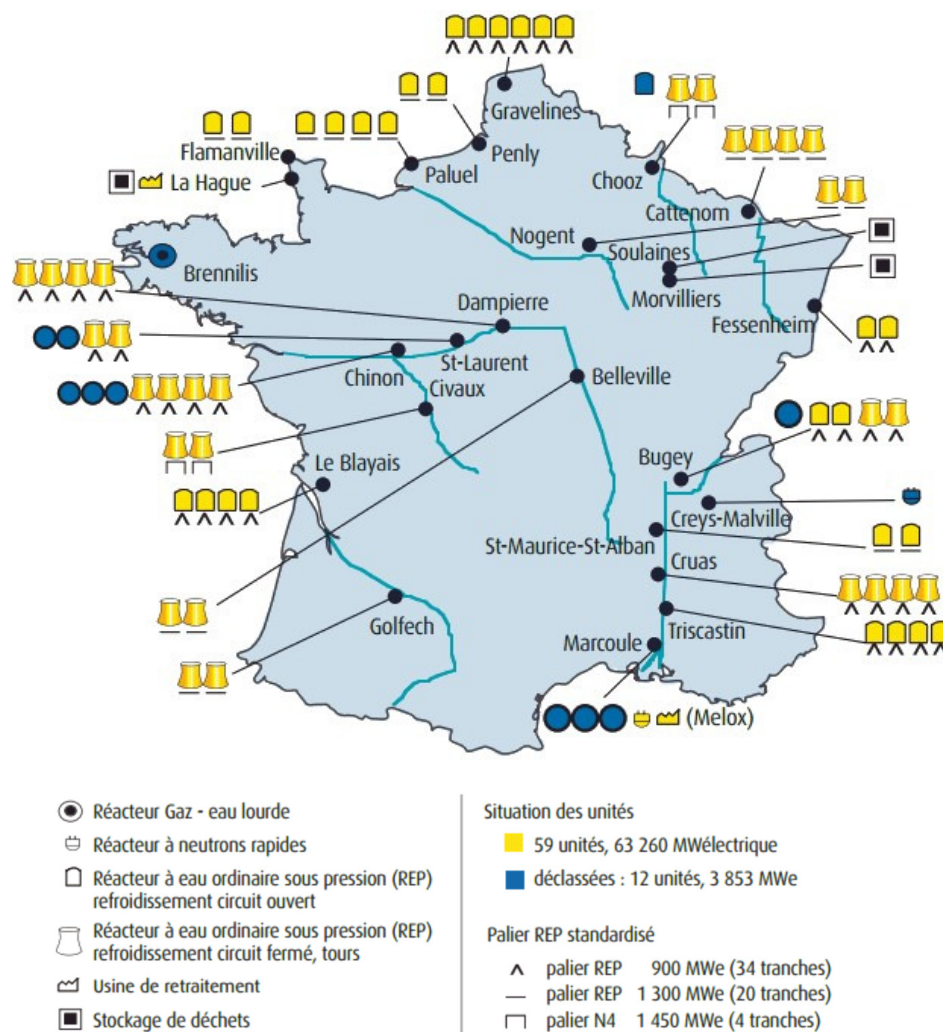 Gravelines
Penly
Flamanville
Paluel
Chooz
La Hague
Cattenom
Nogent
Soulaines
Brennilis
Morvilliers
Dampierre
Fessenheim
St-Laurent
Chinon
Belleville
Civaux
Le Blayais
Bugey
Creys-Malville
St-Maurice-St-Alban
Cruas
Golfech
Triscastin
Marcoule
(Melox)
Réacteur Gaz - eau lourde
Réacteur à neutrons rapides
Réacteur à eau ordinaire sous pression (REP)
refroidissement circuit ouvert
Réacteur à eau ordinaire sous pression (REP)
refroidissement circuit fermé, tours
Usine de retraitement
Stockage de déchets
Situation des unités
59 unités, 63 260 MWélectrique
déclassées : 12 unités, 3 853 MWe
Palier REP standardisé
palier REP 900 MWe (34 tranches)
palier REP 1 300 MWe (20 tranches)
palier N4 1 450 MWe (4 tranches)